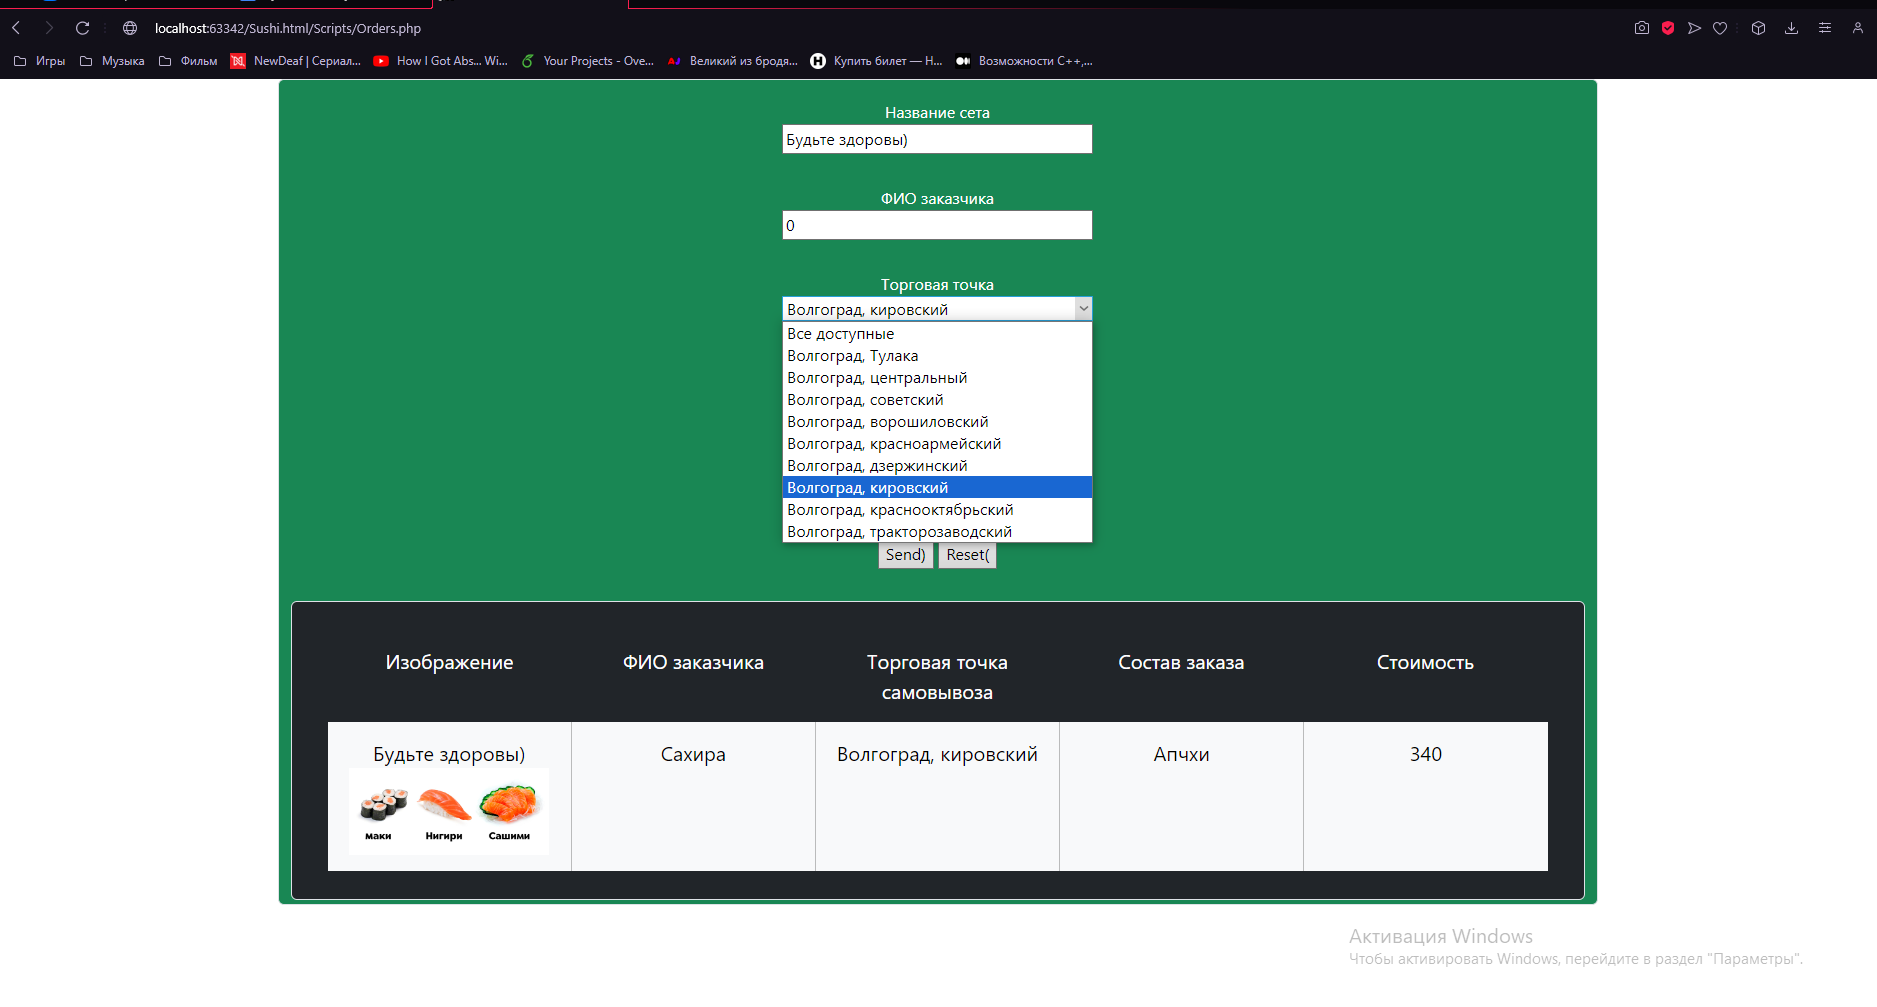 localhost:63342/Sushi.html/Scripts/Orders.php
Игры Музыка Фильм NewDeaf | Сериал... How I Got Abs... Wi... Your Projects - Ove... Великий из бродя... Купить билет — H... Возможности C++,...
Название сета
Будьте здоровы)
ФИО заказчика
0
Торговая точка
Волгоград, кировский
Все доступные
Волгоград, Тулака
Волгоград, центральный
Волгоград, советский
Волгоград, ворошиловский
Волгоград, красноармейский
Волгоград, дзержинский
Волгоград, кировский
Волгоград, краснооктябрьский
Волгоград, тракторозаводский
Send) Reset(
Изображение ФИО заказчика Торговая точка Состав заказа Стоимость
самовывоза
Будьте здоровы) Сахира Волгоград, кировский Апчхи 340
маки Нигири Сашими
Активация Windows
Чтобы активировать Windows, перейдите в раздел "Параметры".